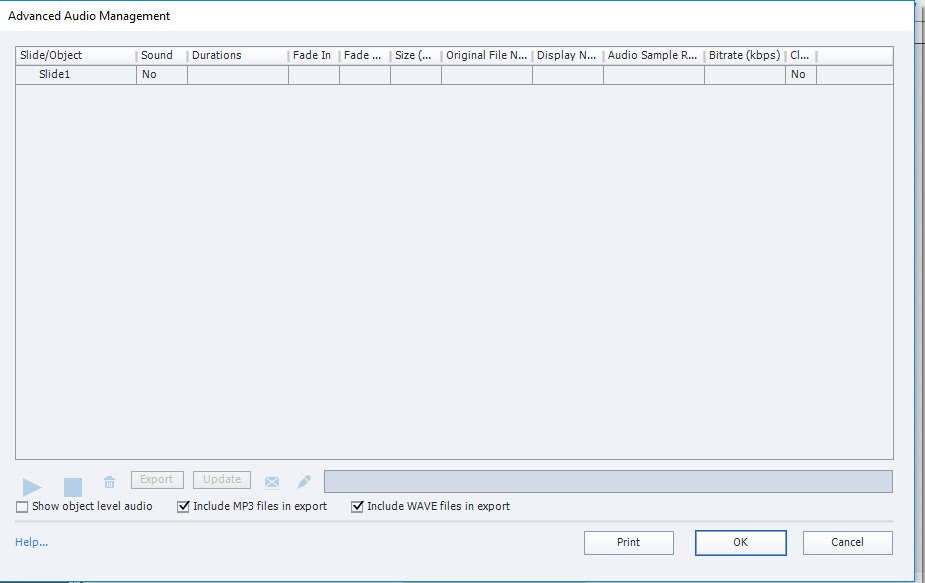 Advanced Audio Management
Slide/Object Sound Durations Fade In Fade ... Size (... Original File N... Display N... Audio Sample R... Bitrate (kbps) Cl...
Slide1 No No
Export Update
Show object level audio Include MP3 files in export Include WAVE files in export
Help... Print OK Cancel